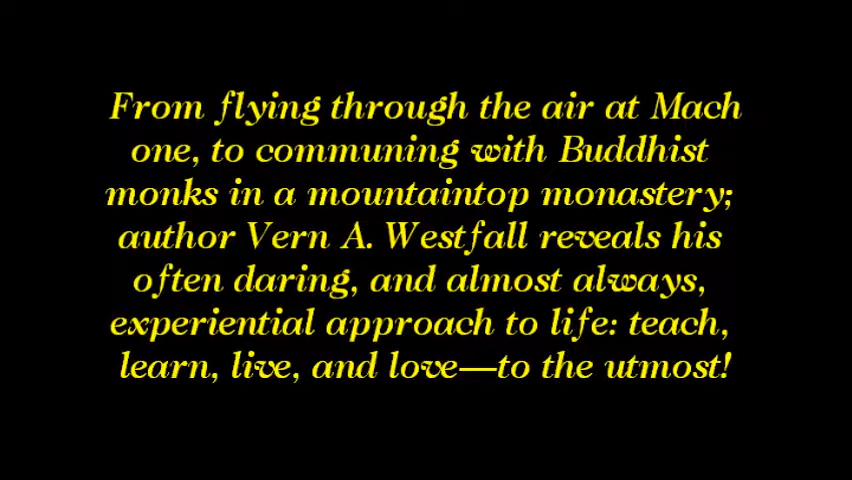 From flying through the air at Mach
one, to communing with Buddhist
monks in a mountaintop monastery;
author Vern A. Westfall reveals his
often daring, and almost always,
experiential approach to life: teach,
learn, live, and love—to the utmost!